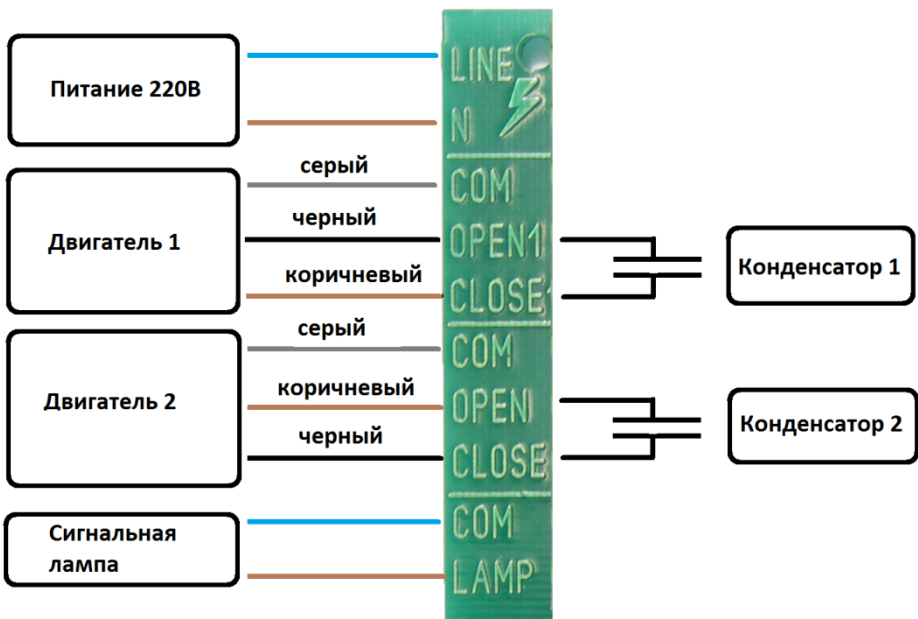 Питание 220В
LINE
N
серый
COM
Двигатель 1
черный
OPEN1
Конденсатор 1
коричневый
CLOSE1
серый
COM
Двигатель 2
коричневый
OPEN
Конденсатор 2
черный
CLOSE
Сигнальная
лампа
COM
LAMP